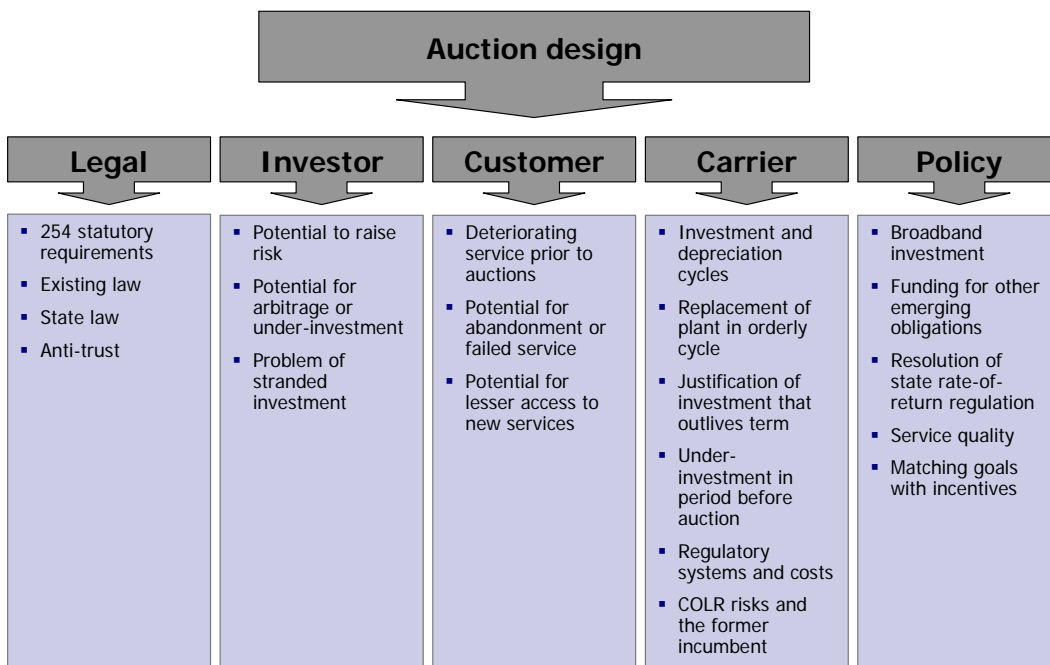 Auction design
Legal
254 statutory
requirements
Existing law
State law
Anti-trust
Investor
Potential to raise
risk
Potential for
arbitrage or
under-investment
Problem of
stranded
investment
Customer
Deteriorating
service prior to
auctions
Potential for
abandonment or
failed service
Potential for
lesser access to
new services
Carrier
Investment and
depreciation
cycles
Replacement of
plant in orderly
cycle
Justification of
investment that
outlives term
Under-
investment in
period before
auction
Regulatory
systems and costs
COLR risks and
the former
incumbent
Policy
Broadband
investment
Funding for other
emerging
obligations
Resolution of
state rate-of-
return regulation
Service quality
Matching goals
with incentives